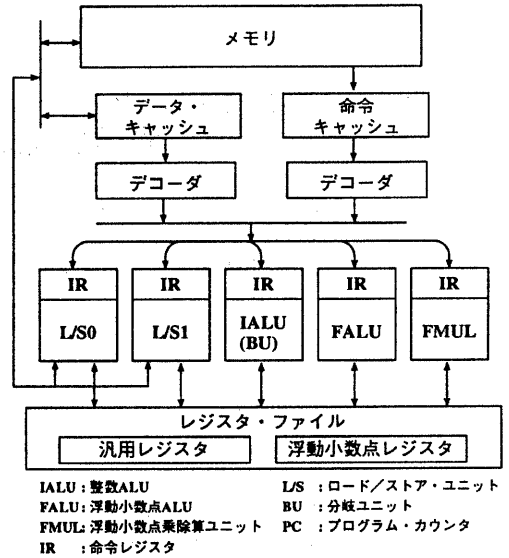 メモリ
データ・
キャッシュ
命令
キャッシュ
デコーダ
デコーダ
IR
IR
IR
IR
IR
L/S0
L/S1
IALU
(BU)
FALU
FMUL
レジスタ・ファイル
汎用レジスタ
浮動小数点レジスタ
IALU : 整数ALU
L/S : ロード／ストア・ユニット
FALU : 浮動小数点ALU
BU : 分岐ユニット
FMUL : 浮動小数点乗除算ユニット
PC : プログラム・カウンタ
IR : 命令レジスタ